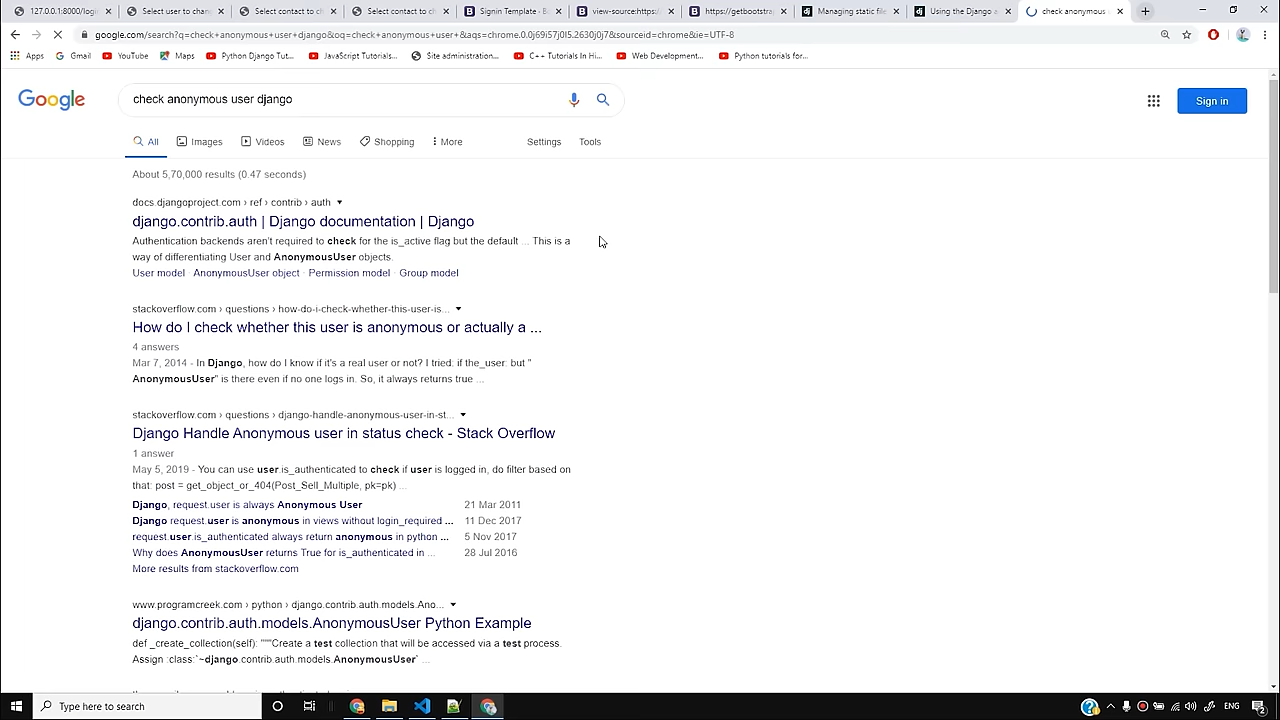 127.0.0.1:8000/login
Select user to chan
Select contact to ch
Select contact to ch
Signin Template · B
view-source:https:/
https://getbootstra
Managing static file
Using the Django a
check anonymous u
google.com/search?q=check+anonymous+user+django&oq=check+anonymous+user+&aqs=chrome.0.0j69i57j0l5.2630j0j7&sourceid=chrome&ie=UTF-8
Apps
Gmail
YouTube
Maps
Python Django Tut...
JavaScript Tutorials...
Site administration...
C++ Tutorials In Hi...
Web Development...
Python tutorials for...
Google
check anonymous user django
Sign in
All
Images
Videos
News
Shopping
More
Settings
Tools
About 5,70,000 results (0.47 seconds)
docs.djangoproject.com › ref › contrib › auth
django.contrib.auth | Django documentation | Django
Authentication backends aren't required to check for the is_active flag but the default ... This is a
way of differentiating User and AnonymousUser objects.
User model · AnonymousUser object · Permission model · Group model
stackoverflow.com › questions › how-do-i-check-whether-this-user-is...
How do I check whether this user is anonymous or actually a ...
4 answers
Mar 7, 2014 - In Django, how do I know if it's a real user or not? I tried: if the_user: but "
AnonymousUser" is there even if no one logs in. So, it always returns true ...
stackoverflow.com › questions › django-handle-anonymous-user-in-st...
Django Handle Anonymous user in status check - Stack Overflow
1 answer
May 5, 2019 - You can use user.is_authenticated to check if user is logged in, do filter based on
that: post = get_object_or_404(Post_Sell_Multiple, pk=pk) ...
Django, request.user is always Anonymous User 21 Mar 2011
Django request.user is anonymous in views without login_required ... 11 Dec 2017
request.user.is_authenticated always return anonymous in python ... 5 Nov 2017
Why does AnonymousUser returns True for is_authenticated in ... 28 Jul 2016
More results from stackoverflow.com
www.programcreek.com › python › django.contrib.auth.models.Ano...
django.contrib.auth.models.AnonymousUser Python Example
def _create_collection(self): """Create a test collection that will be accessed via a test process.
Assign :class:`~django.contrib.auth.models.AnonymousUser` ...
Type here to search
ENG